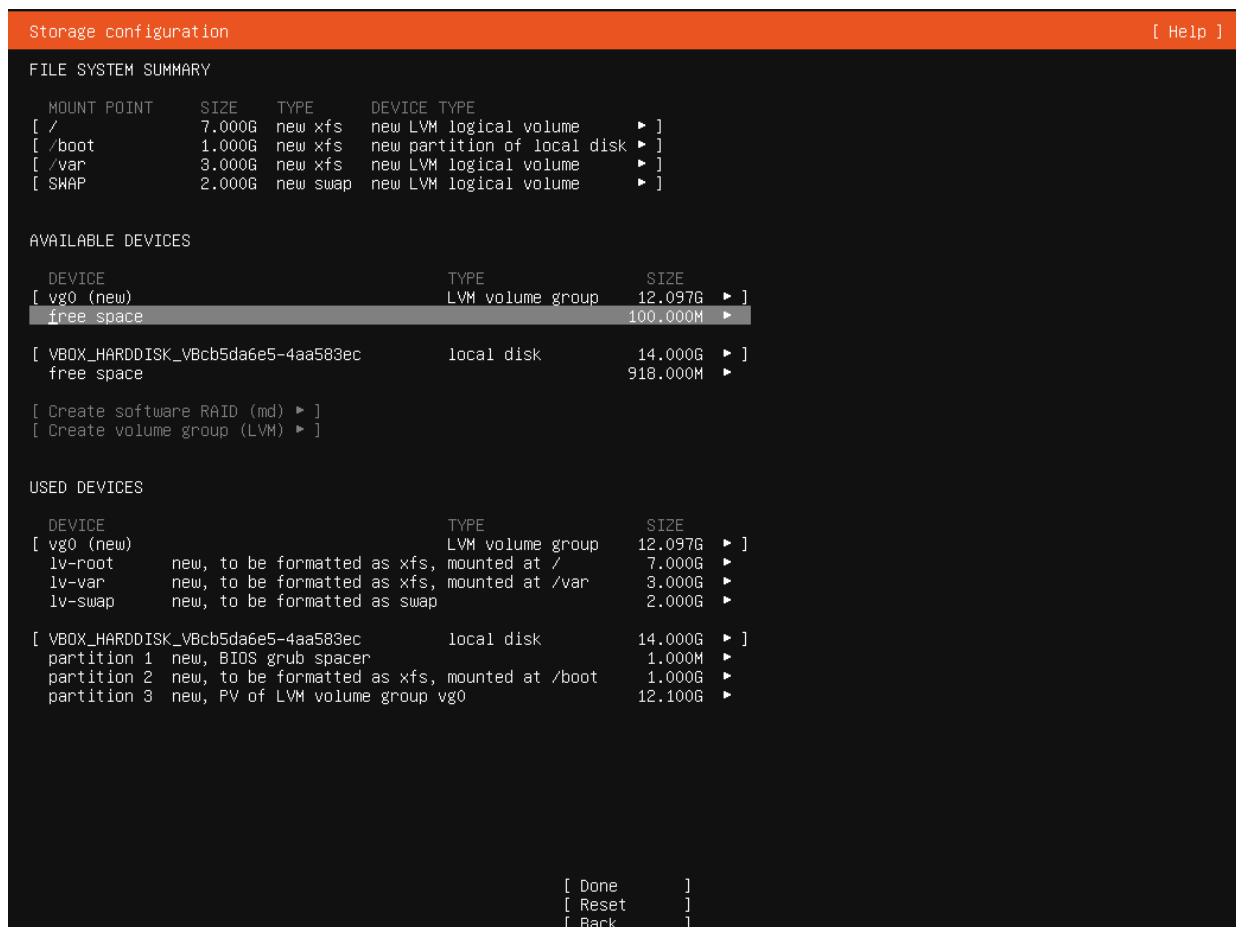 Storage configuration [ Help ]
FILE SYSTEM SUMMARY
MOUNT POINT SIZE TYPE DEVICE TYPE
[ / 7.000G new xfs new LVM logical volume ▸ ]
[ /boot 1.000G new xfs new partition of local disk ▸ ]
[ /var 3.000G new xfs new LVM logical volume ▸ ]
[ SWAP 2.000G new swap new LVM logical volume ▸ ]
AVAILABLE DEVICES
DEVICE TYPE SIZE
[ vg0 (new) LVM volume group 12.097G ▸ ]
free space 100.000M ▸
[ VBOX_HARDDISK_VBcb5da6e5-4aa583ec local disk 14.000G ▸ ]
free space 918.000M ▸
[ Create software RAID (md) ▸ ]
[ Create volume group (LVM) ▸ ]
USED DEVICES
DEVICE TYPE SIZE
[ vg0 (new) LVM volume group 12.097G ▸ ]
lv-root new, to be formatted as xfs, mounted at / 7.000G ▸
lv-var new, to be formatted as xfs, mounted at /var 3.000G ▸
lv-swap new, to be formatted as swap 2.000G ▸
[ VBOX_HARDDISK_VBcb5da6e5-4aa583ec local disk 14.000G ▸ ]
partition 1 new, BIOS grub spacer 1.000M ▸
partition 2 new, to be formatted as xfs, mounted at /boot 1.000G ▸
partition 3 new, PV of LVM volume group vg0 12.100G ▸
[ Done ]
[ Reset ]
[ Back ]